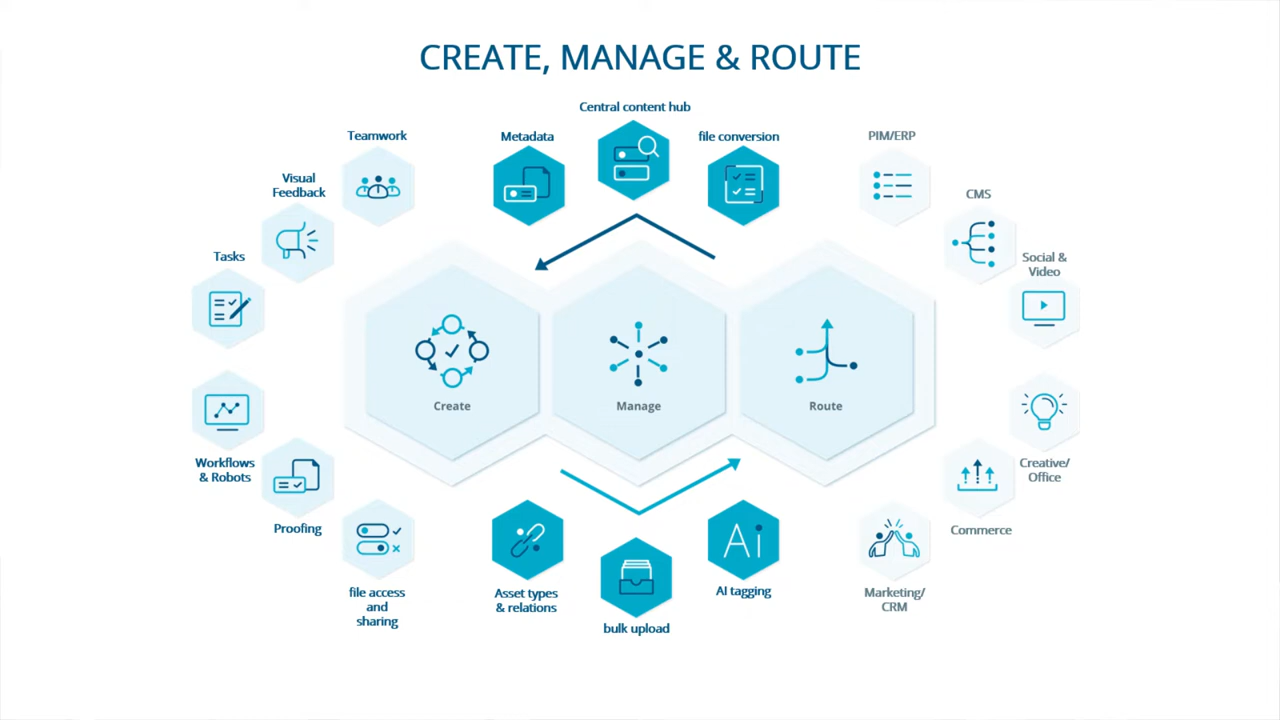 CREATE, MANAGE & ROUTE
Central content hub
Teamwork
Metadata
file conversion
PIM/ERP
Visual
Feedback
CMS
Tasks
Social &
Video
Create
Manage
Route
Workflows
& Robots
Creative/
Office
Proofing
Commerce
Ai
file access
and
sharing
Asset types
& relations
AI tagging
Marketing/
CRM
bulk upload